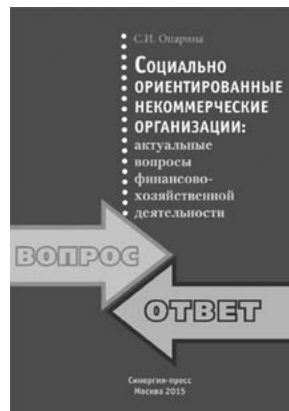 С.И. Опарина
Социально
ориентированные
некоммерческие
организации:
актуальные
вопросы
финансово-
хозяйственной
деятельности
ВОПРОС
ОТВЕТ
Синергия-пресс
Москва 2015